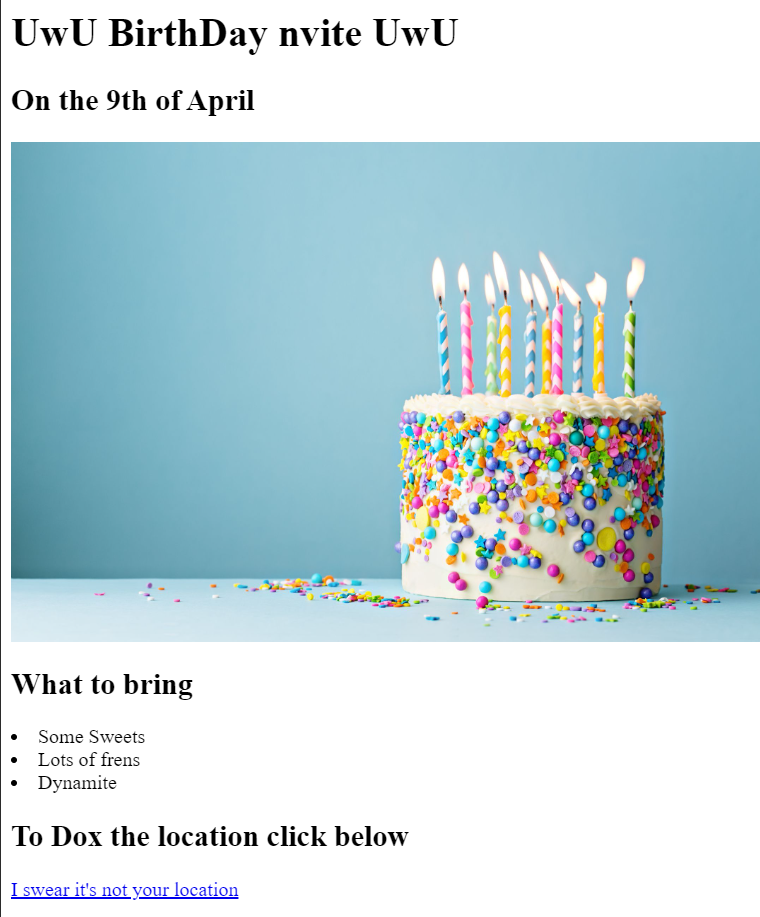 UwU BirthDay nvite UwU
On the 9th of April
What to bring
Some Sweets
Lots of frens
Dynamite
To Dox the location click below
I swear it's not your location